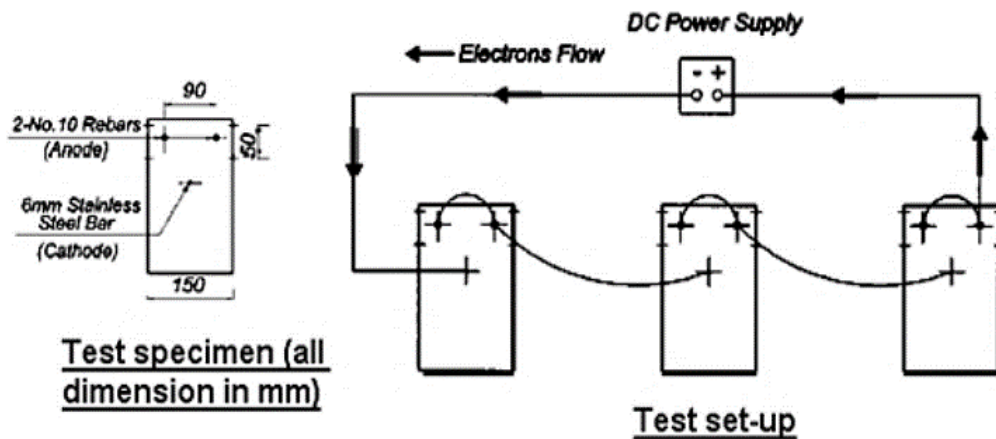 DC Power Supply
Electrons Flow
- +
90
2-No.10 Rebars
(Anode)
50
6mm Stainless
Steel Bar
(Cathode)
150
Test specimen (all
dimension in mm)
Test set-up